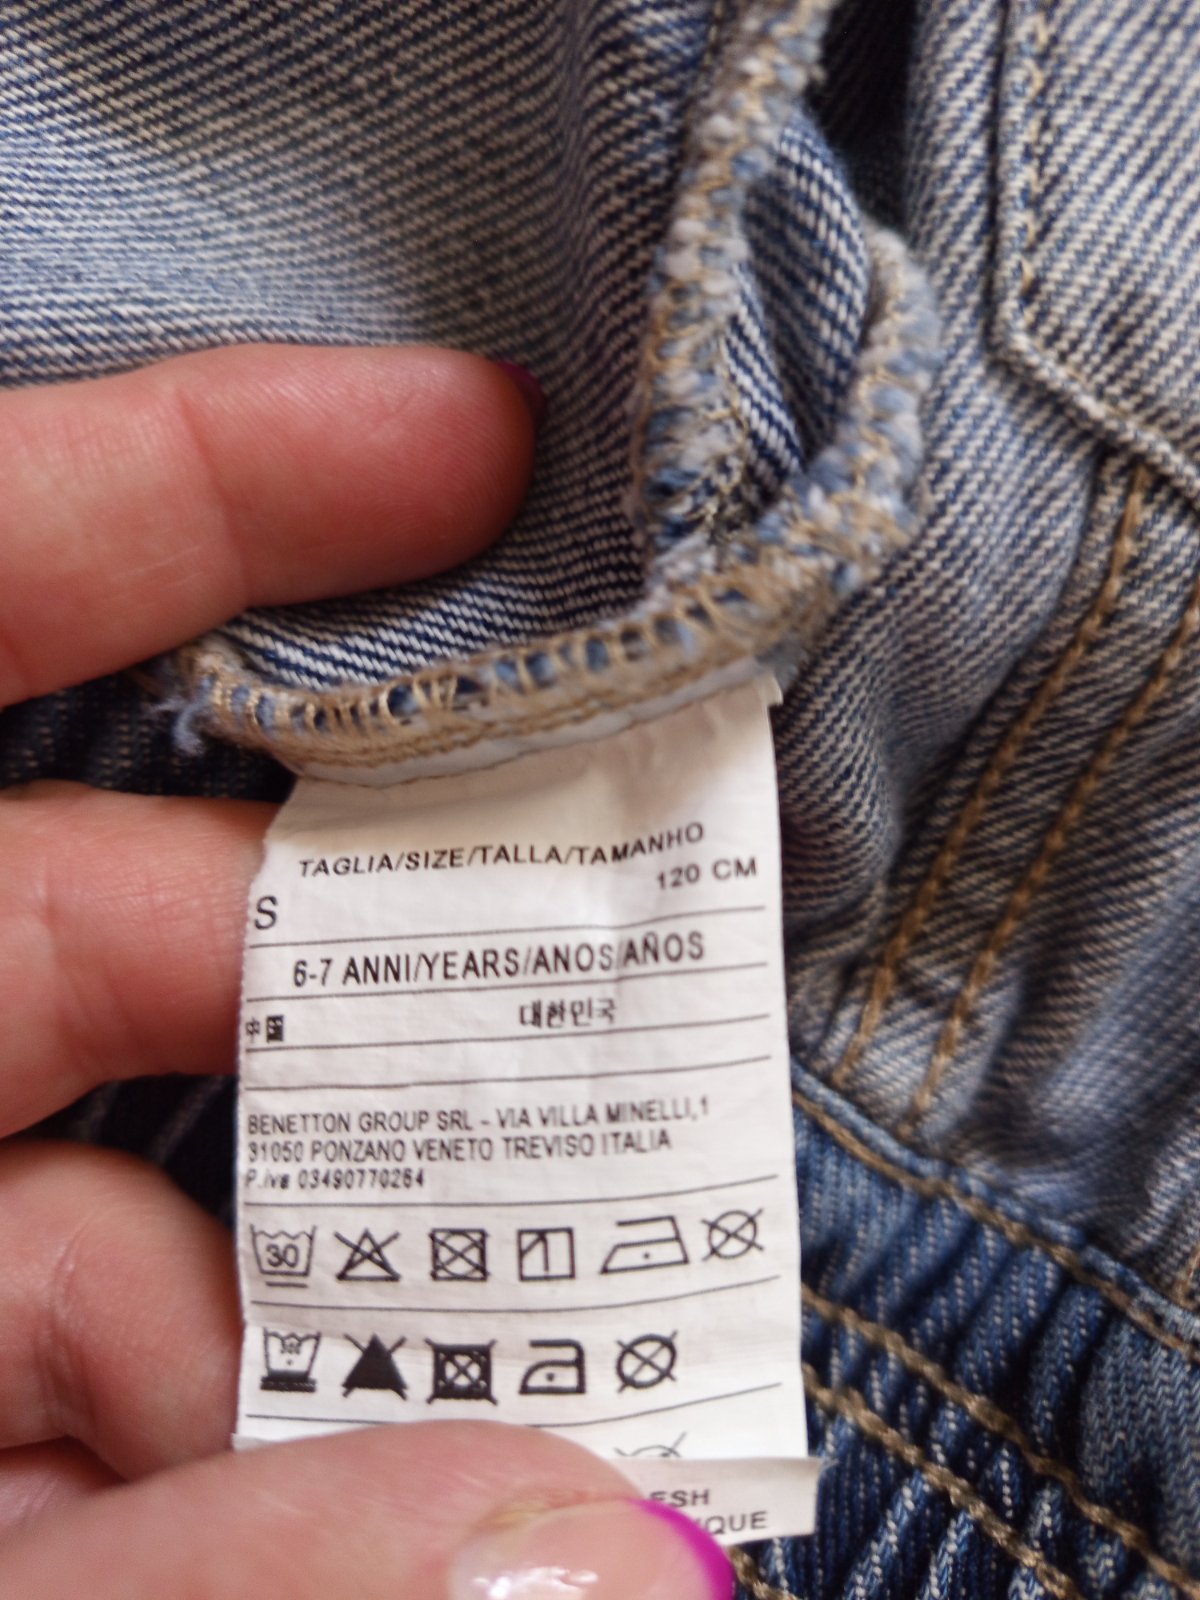 TAGLIA/SIZE/TALLA/TAMANHO
S 120 CM
6-7 ANNI/YEARS/ANOS/AÑOS
中国 대한민국
BENETTON GROUP SRL - VIA VILLA MINELLI,1
31050 PONZANO VENETO TREVISO ITALIA
P.iva 03490770264
30